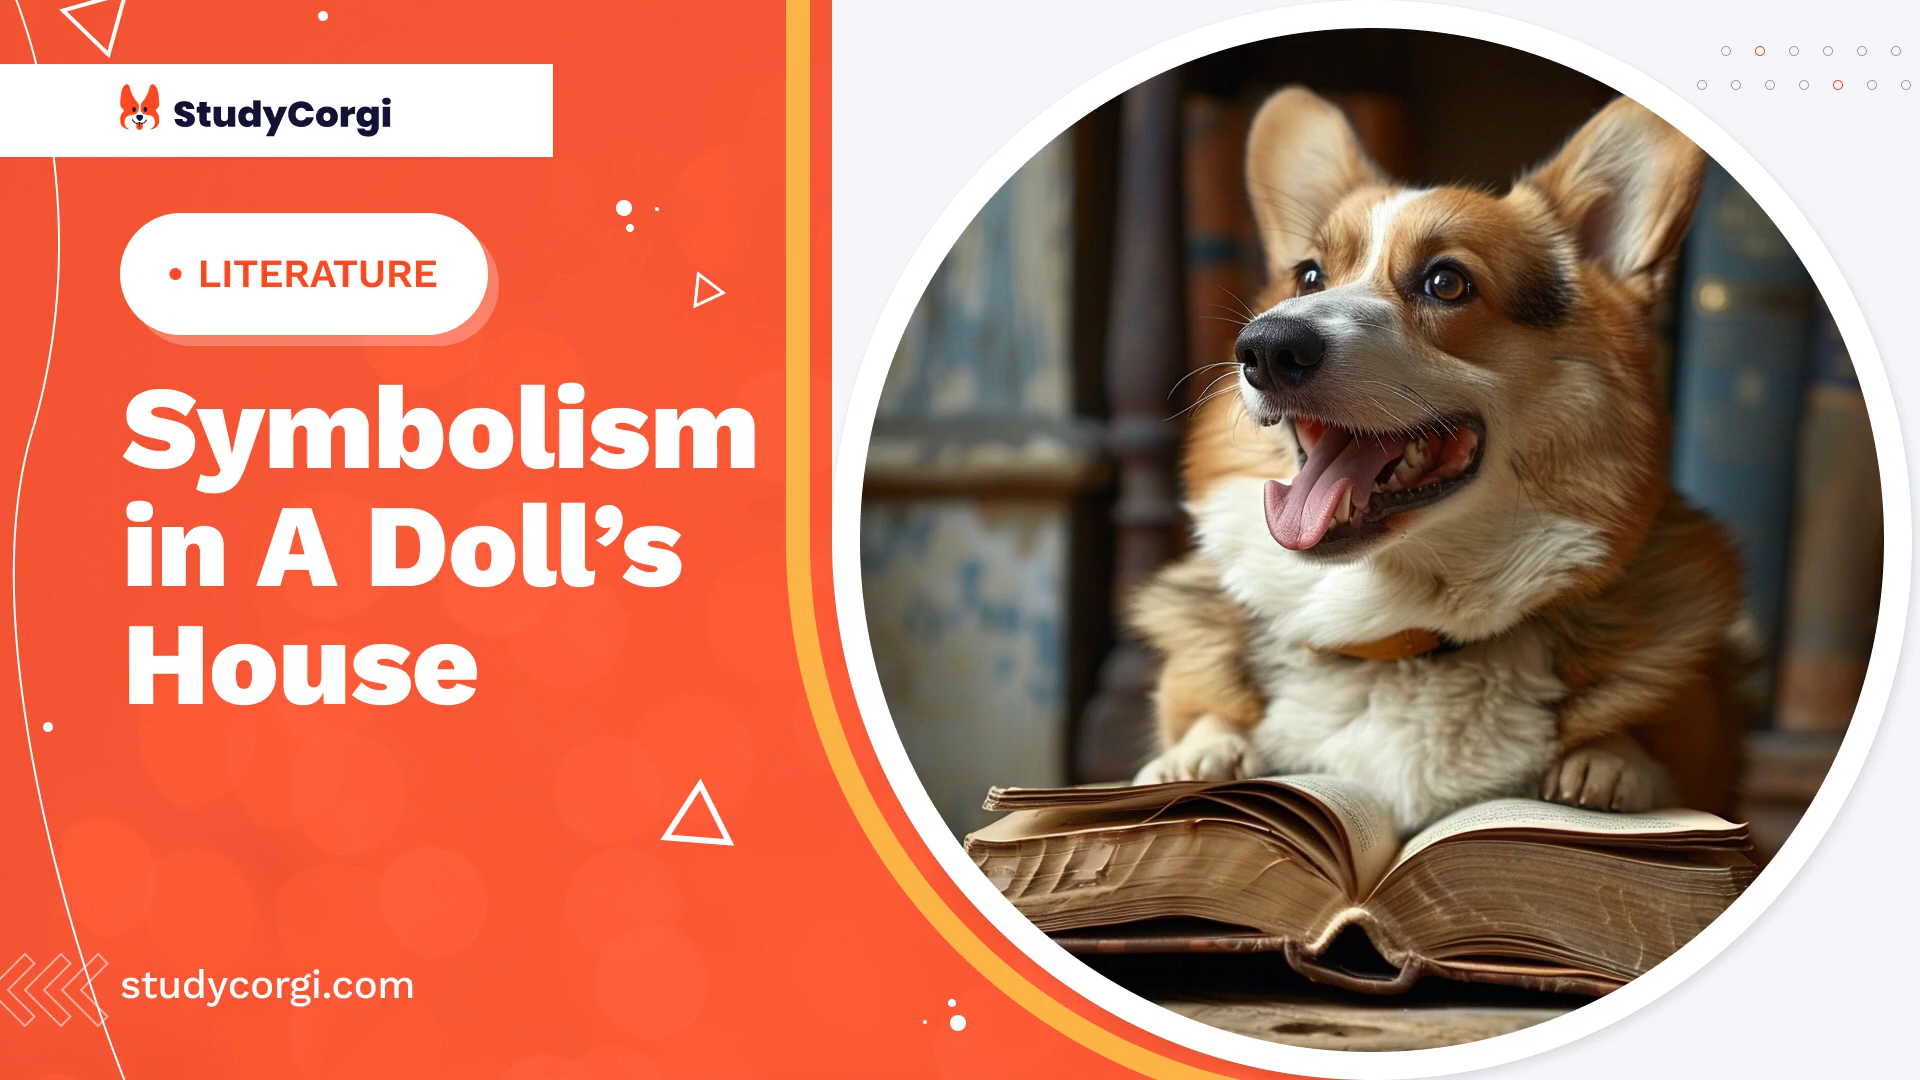 StudyCorgi
• LITERATURE
Symbolism
in A Doll’s
House
studycorgi.com